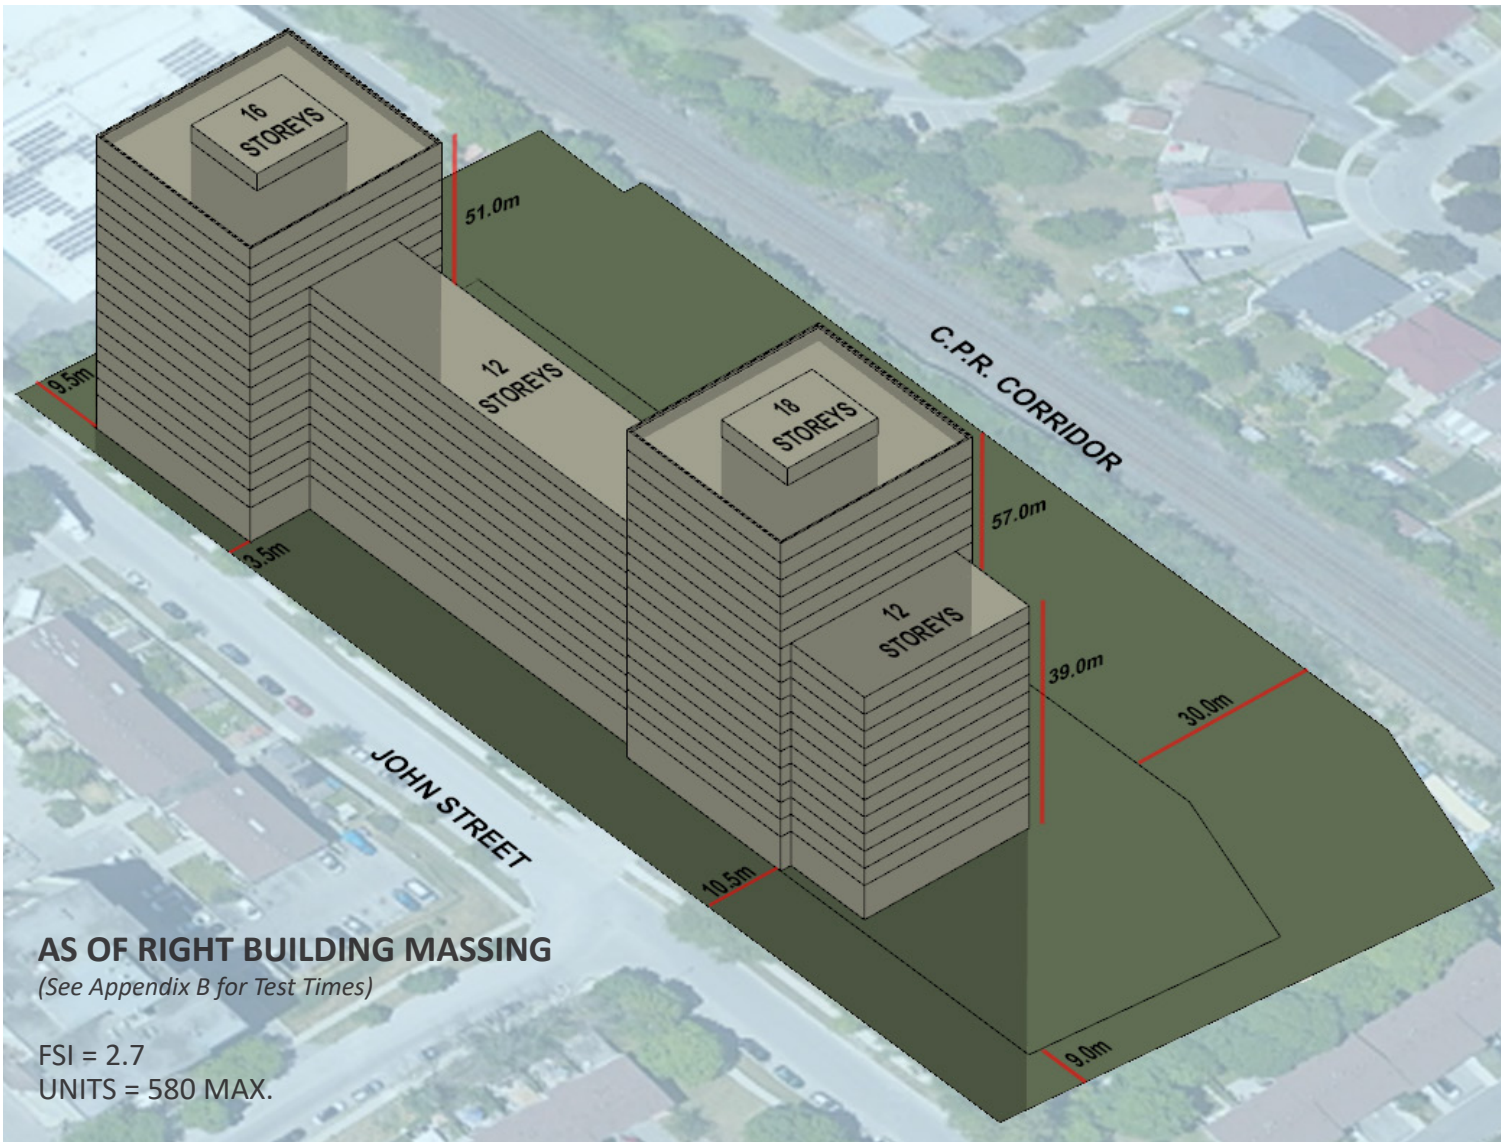 16
STOREYS
51.0m
9.5m
12
STOREYS
C.P.R. CORRIDOR
18
STOREYS
57.0m
3.5m
12
STOREYS
39.0m
30.0m
JOHN STREET
10.5m
9.0m
AS OF RIGHT BUILDING MASSING
(See Appendix B for Test Times)
FSI = 2.7
UNITS = 580 MAX.